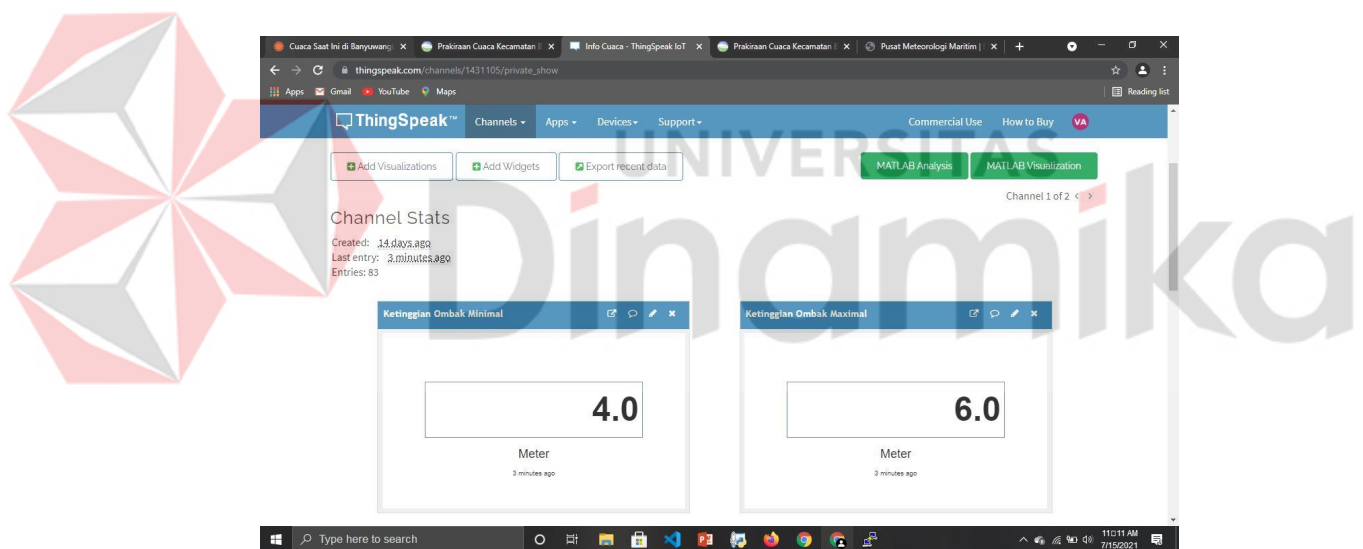 Cuaca Saat Ini di Banyuwangi
Prakiraan Cuaca Kecamatan
Info Cuaca - ThingSpeak IoT
Prakiraan Cuaca Kecamatan
Pusat Meteorologi Maritim |
thingspeak.com/channels/1431105/private_show
Apps Gmail YouTube Maps Reading list
ThingSpeak™ Channels Apps Devices Support Commercial Use How to Buy VA
UNIVERSITAS
Dinamika
Add Visualizations Add Widgets Export recent data MATLAB Analysis MATLAB Visualization
Channel 1 of 2 < >
Channel Stats
Created: 14 days ago
Last entry: 3 minutes ago
Entries: 83
Ketinggian Ombak Minimal
4.0
Meter
3 minutes ago
Ketinggian Ombak Maximal
6.0
Meter
3 minutes ago
Type here to search
11:11 AM
7/15/2021